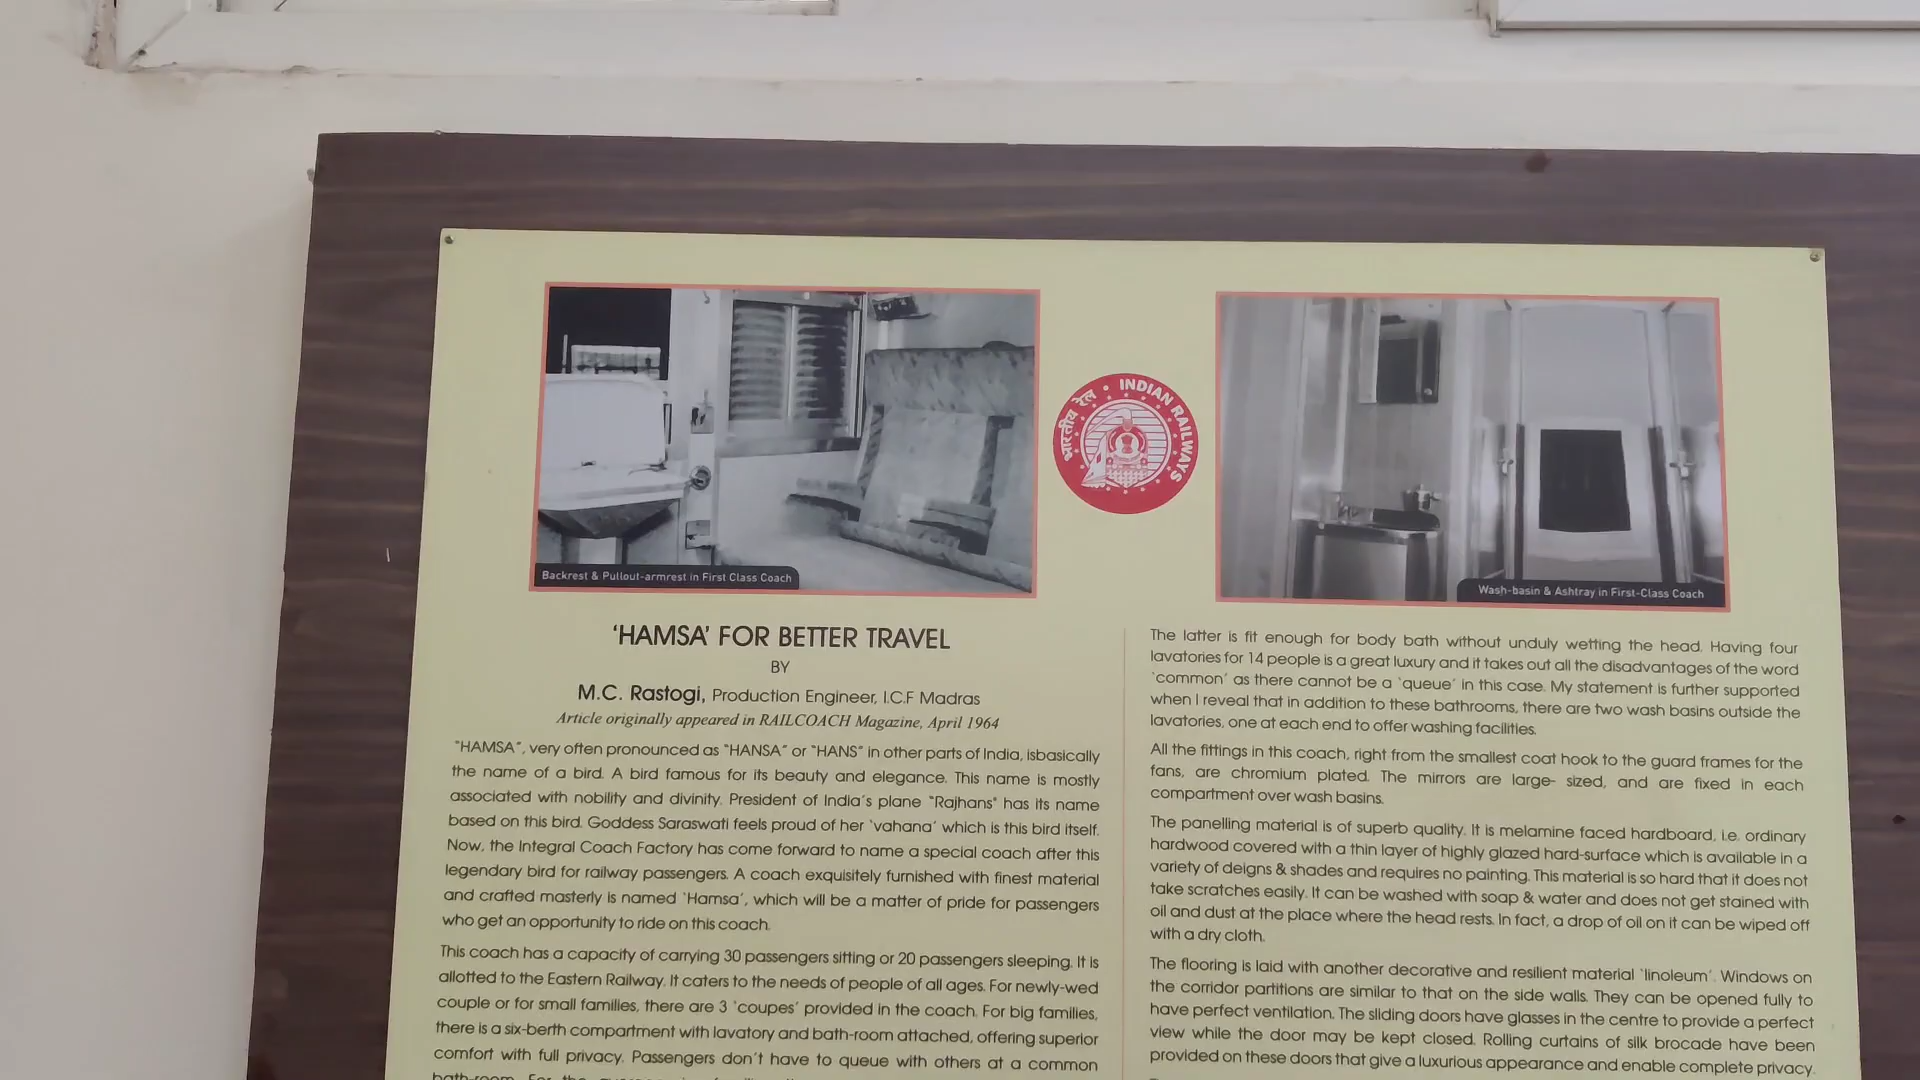 Backrest & Pullout-armrest in First Class Coach
भारतीय रेल • INDIAN RAILWAYS
Wash-basin & Ashtray in First-Class Coach
‘HAMSA’ FOR BETTER TRAVEL
BY
M.C. Rastogi, Production Engineer, I.C.F Madras
Article originally appeared in RAILCOACH Magazine, April 1964
“HAMSA”, very often pronounced as “HANSA” or “HANS” in other parts of India, isbasically
the name of a bird. A bird famous for its beauty and elegance. This name is mostly
associated with nobility and divinity. President of India's plane “Rajhans” has its name
based on this bird. Goddess Saraswati feels proud of her ‘vahana’ which is this bird itself.
Now, the Integral Coach Factory has come forward to name a special coach after this
legendary bird for railway passengers. A coach exquisitely furnished with finest material
and crafted masterly is named ‘Hamsa’, which will be a matter of pride for passengers
who get an opportunity to ride on this coach.
This coach has a capacity of carrying 30 passengers sitting or 20 passengers sleeping. It is
allotted to the Eastern Railway. It caters to the needs of people of all ages. For newly-wed
couple or for small families, there are 3 ‘coupes’ provided in the coach. For big families,
there is a six-berth compartment with lavatory and bath-room attached, offering superior
comfort with full privacy. Passengers don't have to queue with others at a common
bath-room. For the
The latter is fit enough for body bath without unduly wetting the head. Having four
lavatories for 14 people is a great luxury and it takes out all the disadvantages of the word
‘common’ as there cannot be a ‘queue’ in this case. My statement is further supported
when I reveal that in addition to these bathrooms, there are two wash basins outside the
lavatories, one at each end to offer washing facilities.
All the fittings in this coach, right from the smallest coat hook to the guard frames for the
fans, are chromium plated. The mirrors are large- sized, and are fixed in each
compartment over wash basins.
The panelling material is of superb quality. It is melamine faced hardboard, i.e. ordinary
hardwood covered with a thin layer of highly glazed hard-surface which is available in a
variety of deigns & shades and requires no painting. This material is so hard that it does not
take scratches easily. It can be washed with soap & water and does not get stained with
oil and dust at the place where the head rests. In fact, a drop of oil on it can be wiped off
with a dry cloth.
The flooring is laid with another decorative and resilient material ‘linoleum’. Windows on
the corridor partitions are similar to that on the side walls. They can be opened fully to
have perfect ventilation. The sliding doors have glasses in the centre to provide a perfect
view while the door may be kept closed. Rolling curtains of silk brocade have been
provided on these doors that give a luxurious appearance and enable complete privacy.